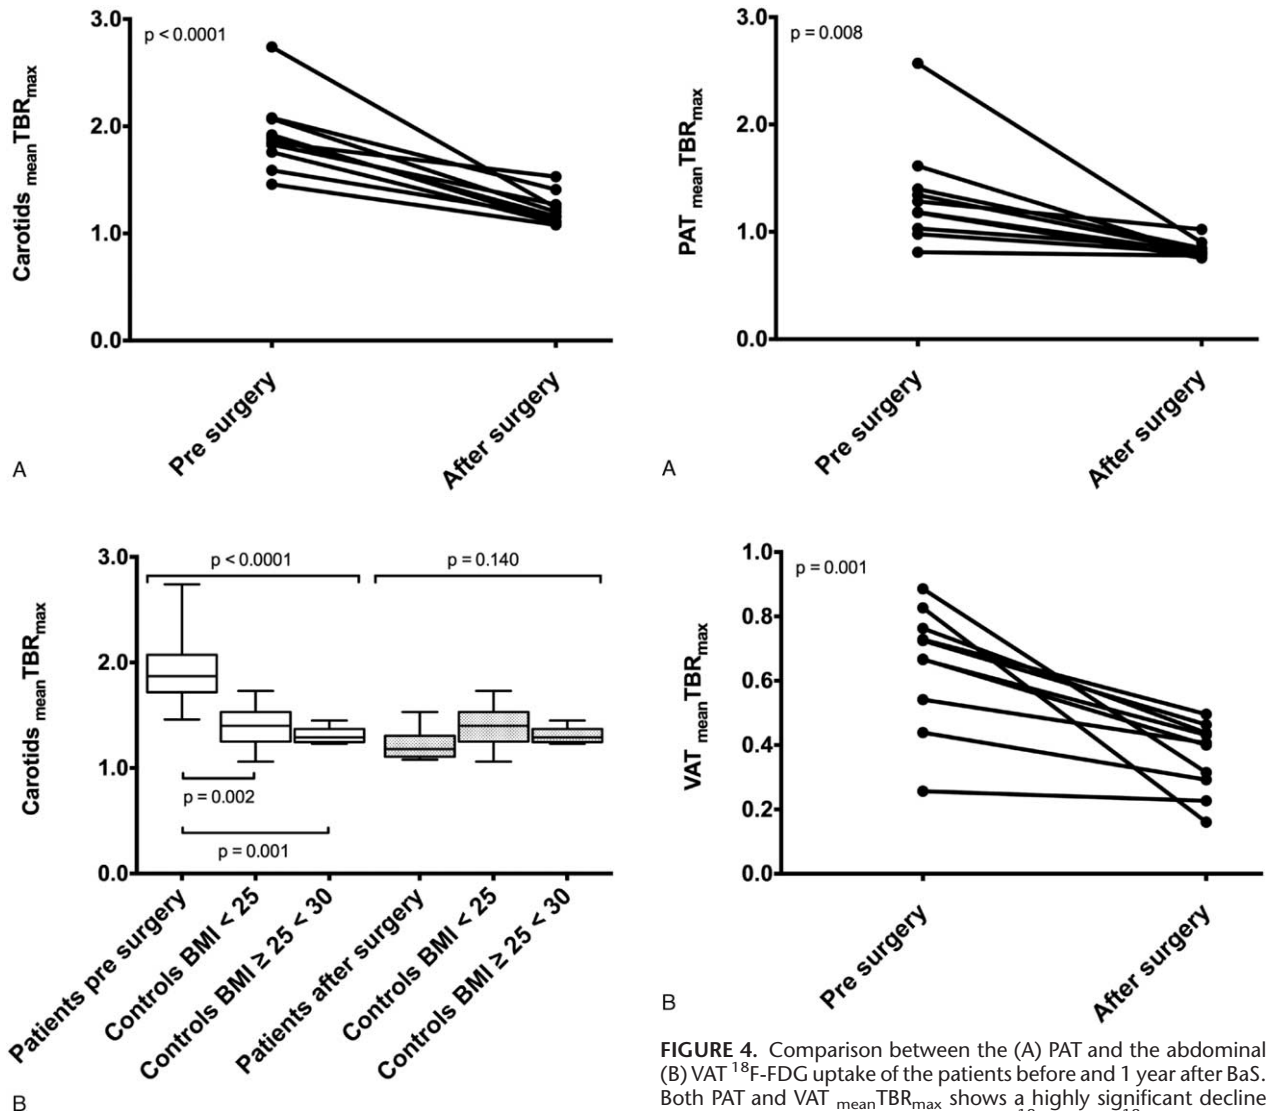 3.0
p < 0.0001
2.0
1.0
0.0
Carotids meanTBRmax
Pre surgery
After surgery
A
3.0
p < 0.0001
p = 0.140
2.0
1.0
p = 0.002
p = 0.001
0.0
Carotids meanTBRmax
Patients pre surgery
Controls BMI < 25
Controls BMI ≥ 25 < 30
Patients after surgery
Controls BMI < 25
Controls BMI ≥ 25 < 30
B
3.0
p = 0.008
2.0
1.0
0.0
PAT meanTBRmax
Pre surgery
After surgery
A
1.0
p = 0.001
0.8
0.6
0.4
0.2
0.0
VAT meanTBRmax
Pre surgery
After surgery
B
FIGURE 4. Comparison between the (A) PAT and the abdominal
(B) VAT 18F-FDG uptake of the patients before and 1 year after BaS.
Both PAT and VAT meanTBRmax shows a highly significant decline